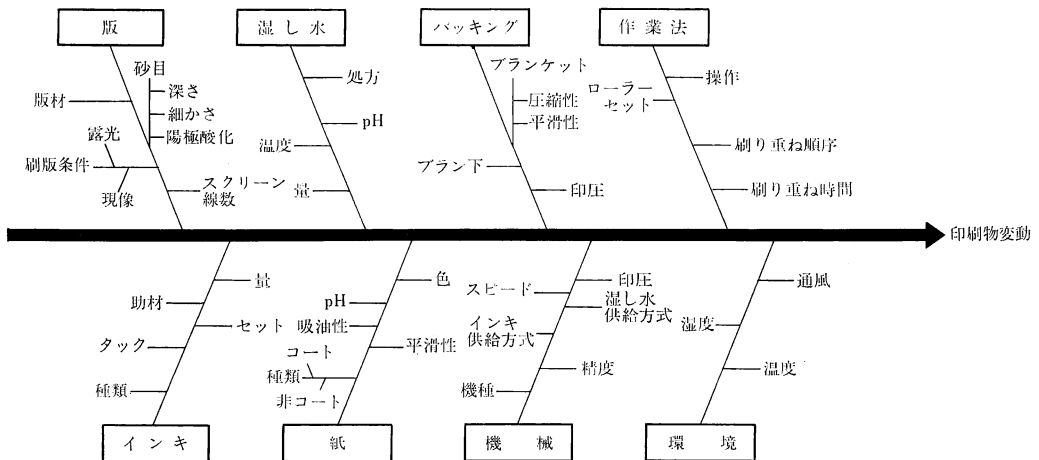 版
湿し水
パッキング
作業法
砂目
深さ
細かさ
陽極酸化
版材
露光
刷版条件
現像
スクリーン
線数
処方
pH
温度
量
ブランケット
圧縮性
平滑性
ブラン下
印圧
操作
ローラー
セット
刷り重ね順序
刷り重ね時間
印刷物変動
量
助材
セット
タック
種類
色
pH
吸油性
平滑性
コート
種類
非コート
印圧
スピード
湿し水
供給方式
インキ
供給方式
精度
機種
通風
湿度
温度
インキ
紙
機械
環境